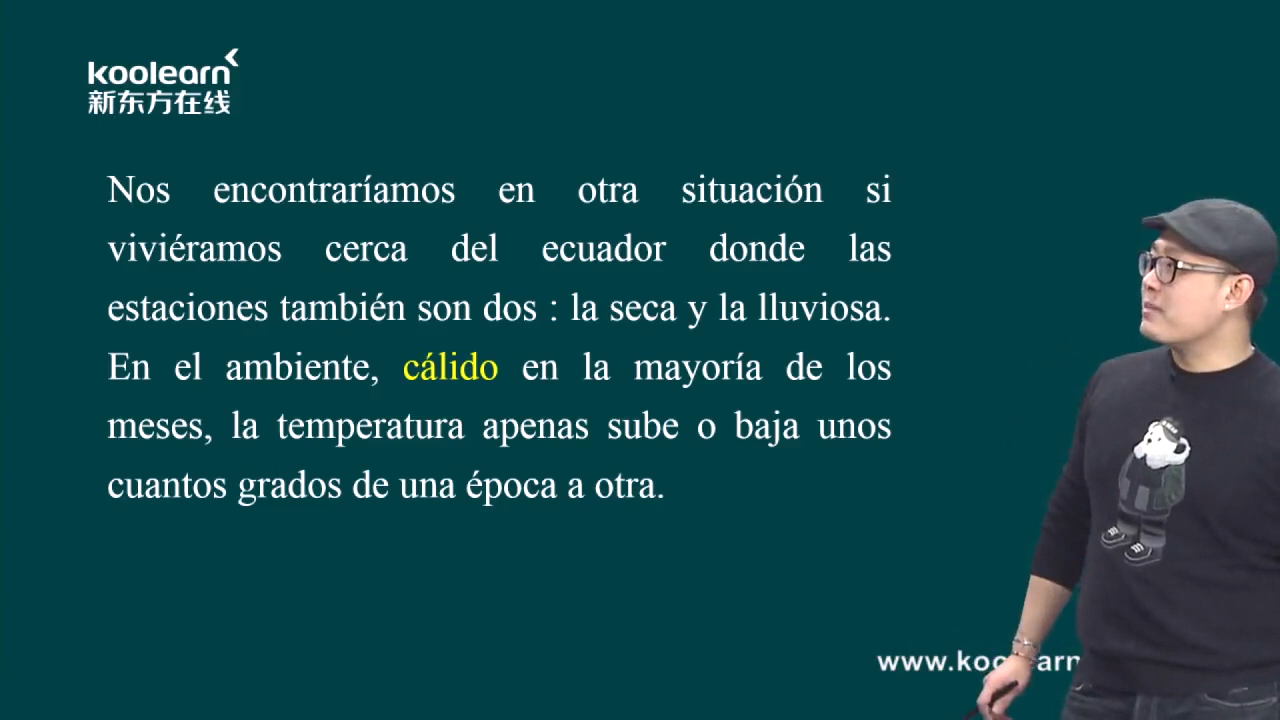 koolearn
新东方在线
Nos encontraríamos en otra situación si
viviéramos cerca del ecuador donde las
estaciones también son dos : la seca y la lluviosa.
En el ambiente, cálido en la mayoría de los
meses, la temperatura apenas sube o baja unos
cuantos grados de una época a otra.